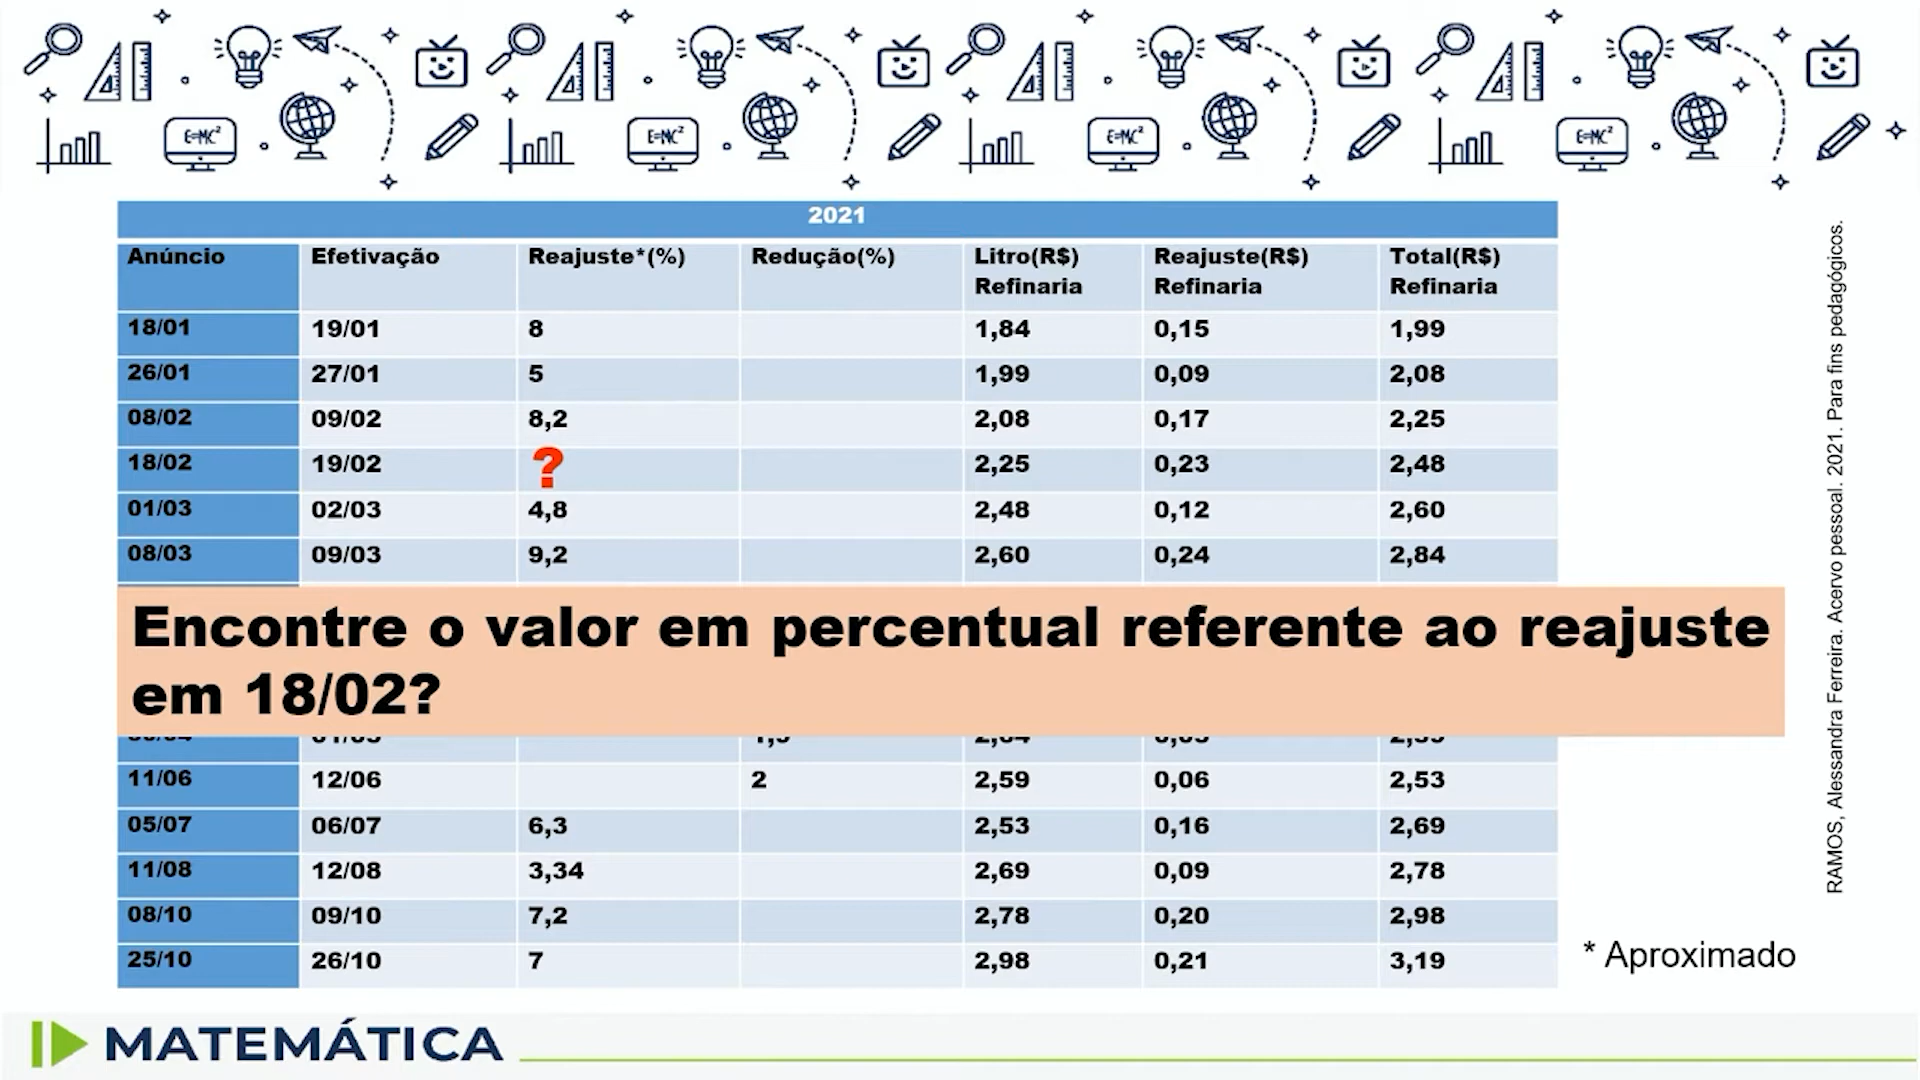 E=MC²
E=MC²
E=MC²
E=MC²
2021
Anúncio Efetivação Reajuste*(%) Redução(%) Litro(R$) Refinaria Reajuste(R$) Refinaria Total(R$) Refinaria
18/01 19/01 8 1,84 0,15 1,99
26/01 27/01 5 1,99 0,09 2,08
08/02 09/02 8,2 2,08 0,17 2,25
18/02 19/02 ? 2,25 0,23 2,48
01/03 02/03 4,8 2,48 0,12 2,60
08/03 09/03 9,2 2,60 0,24 2,84
Encontre o valor em percentual referente ao reajuste
em 18/02?
11/06 12/06 2 2,59 0,06 2,53
05/07 06/07 6,3 2,53 0,16 2,69
11/08 12/08 3,34 2,69 0,09 2,78
08/10 09/10 7,2 2,78 0,20 2,98
25/10 26/10 7 2,98 0,21 3,19
* Aproximado
RAMOS, Alessandra Ferreira. Acervo pessoal. 2021. Para fins pedagógicos.
MATEMÁTICA